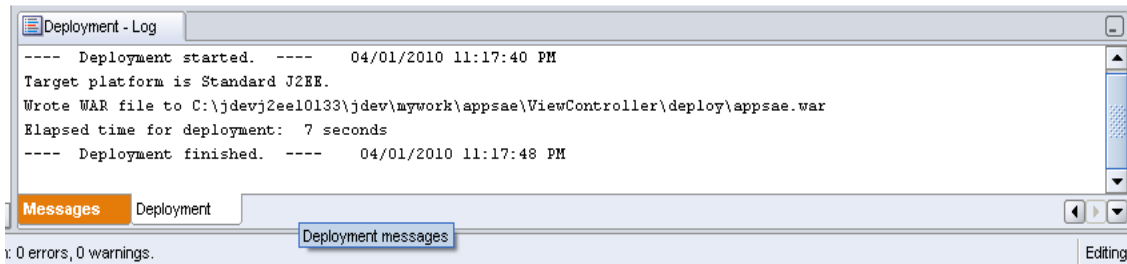 Deployment - Log
---- Deployment started. ---- 04/01/2010 11:17:40 PM
Target platform is Standard J2EE.
Wrote WAR file to C:\jdevj2ee10133\jdev\mywork\appsae\ViewController\deploy\appsae.war
Elapsed time for deployment: 7 seconds
---- Deployment finished. ---- 04/01/2010 11:17:48 PM
Messages Deployment
Deployment messages
: 0 errors, 0 warnings. Editing